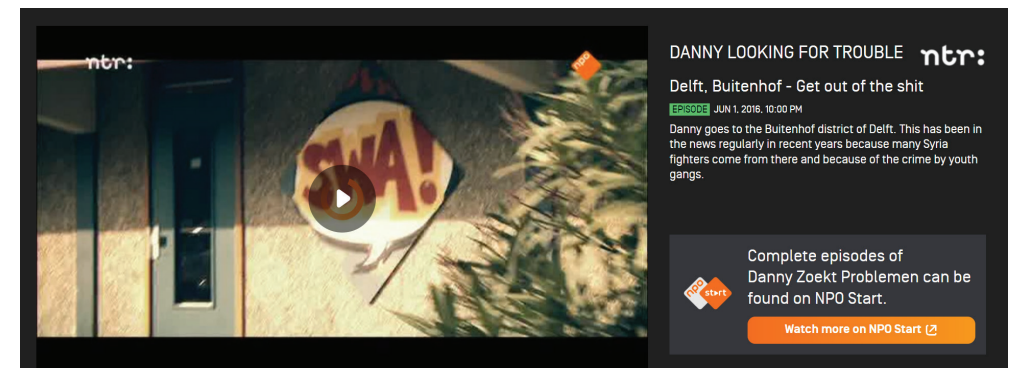 ntr:
npo
SWA!
DANNY LOOKING FOR TROUBLE
ntr:
Delft, Buitenhof - Get out of the shit
EPISODE JUN 1, 2016, 10:00 PM
Danny goes to the Buitenhof district of Delft. This has been in
the news regularly in recent years because many Syria
fighters come from there and because of the crime by youth
gangs.
Complete episodes of
Danny Zoekt Problemen can be
found on NPO Start.
npo start
Watch more on NPO Start